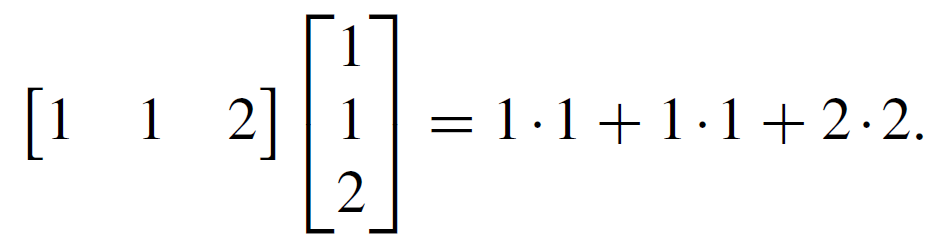 [1 1 2] [1 1 2] = 1·1 + 1·1 + 2·2.